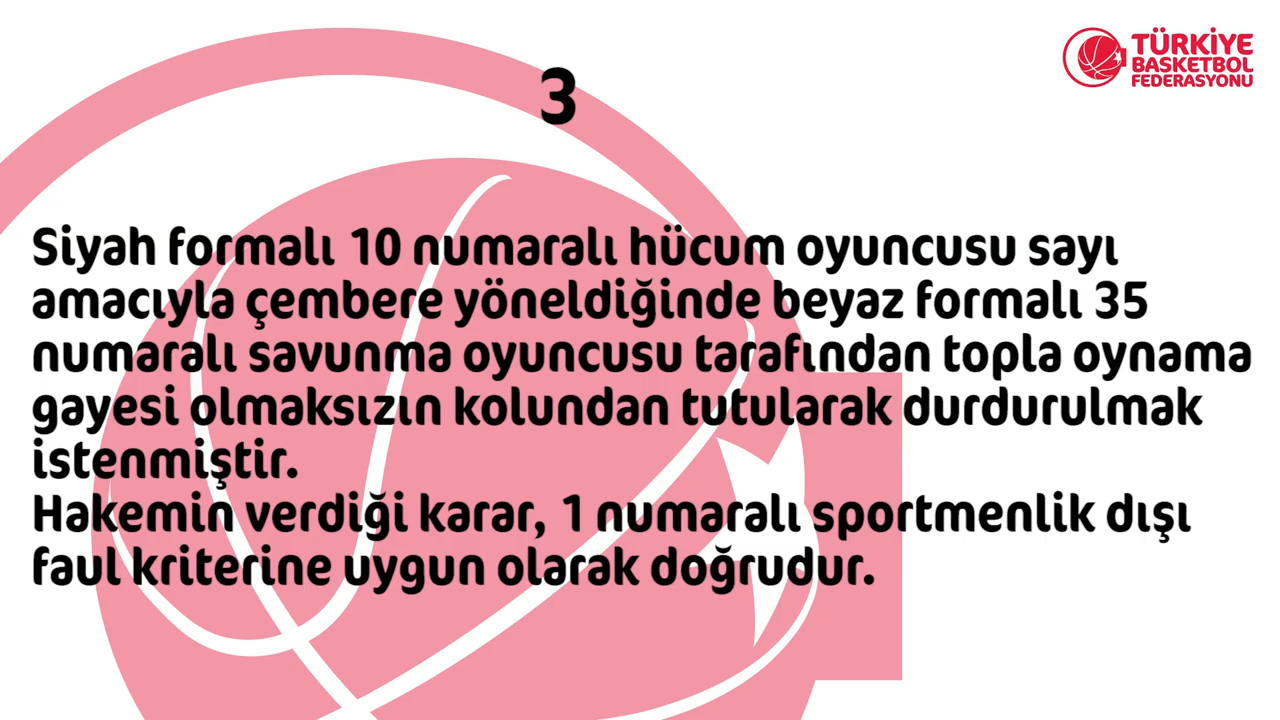 TÜRKİYE
BASKETBOL
FEDERASYONU
3
Siyah formalı 10 numaralı hücum oyuncusu sayı
amacıyla çembere yöneldiğinde beyaz formalı 35
numaralı savunma oyuncusu tarafından topla oynama
gayesi olmaksızın kolundan tutularak durdurulmak
istenmiştir.
Hakemin verdiği karar, 1 numaralı sportmenlik dışı
faul kriterine uygun olarak doğrudur.